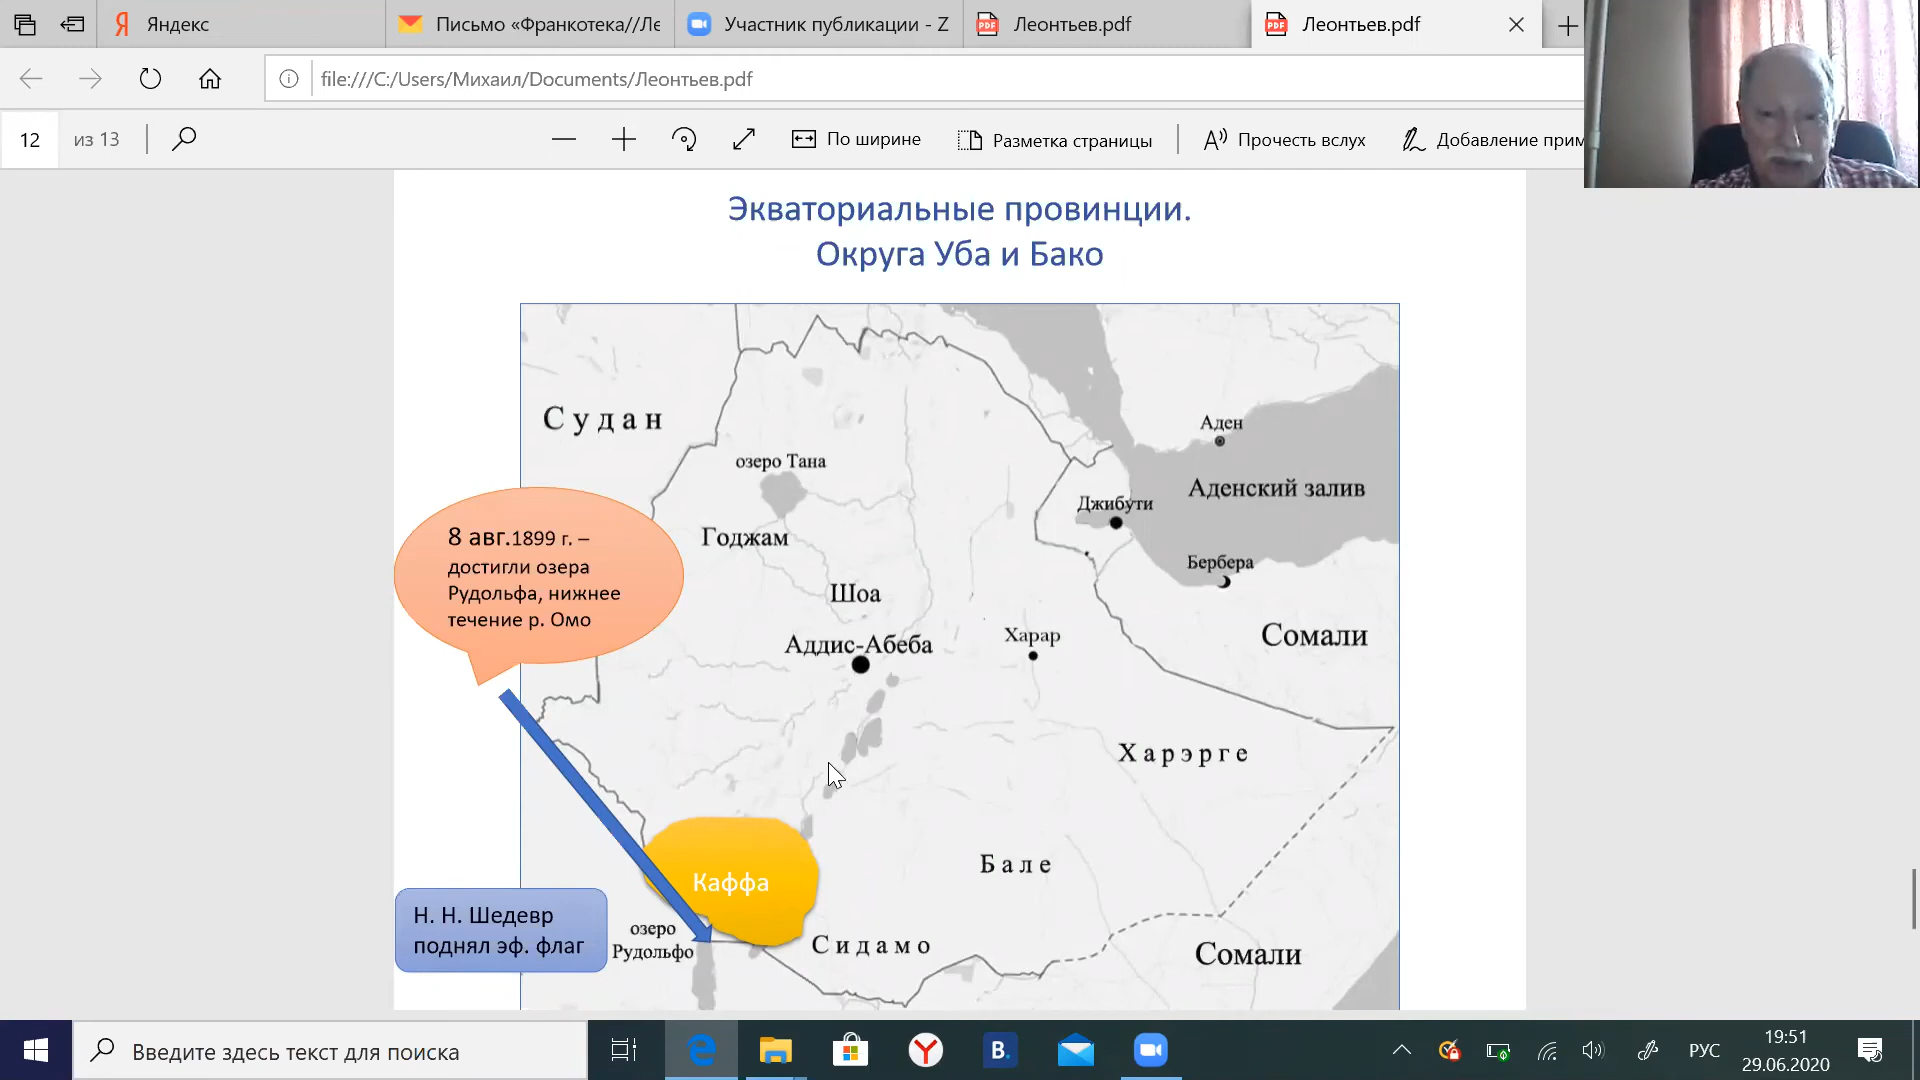 Яндекс
Письмо «Франкотека//Ле
Участник публикации - Z
Леонтьев.pdf
Леонтьев.pdf
file:///C:/Users/Михаил/Documents/Леонтьев.pdf
12 из 13
По ширине
Разметка страницы
Прочесть вслух
Добавление прим
Экваториальные провинции.
Округа Уба и Бако
Судан
Аден
озеро Тана
Аденский залив
Джибути
Годжам
8 авг.1899 г. –
достигли озера
Рудольфа, нижнее
течение р. Омо
Бербера
Шоа
Харар
Сомали
Аддис-Абеба
Харэрге
Бале
Каффа
Н. Н. Шедевр
поднял эф. флаг
озеро
Рудольфо
Сидамо
Сомали
Введите здесь текст для поиска
B.
РУС
19:51
29.06.2020